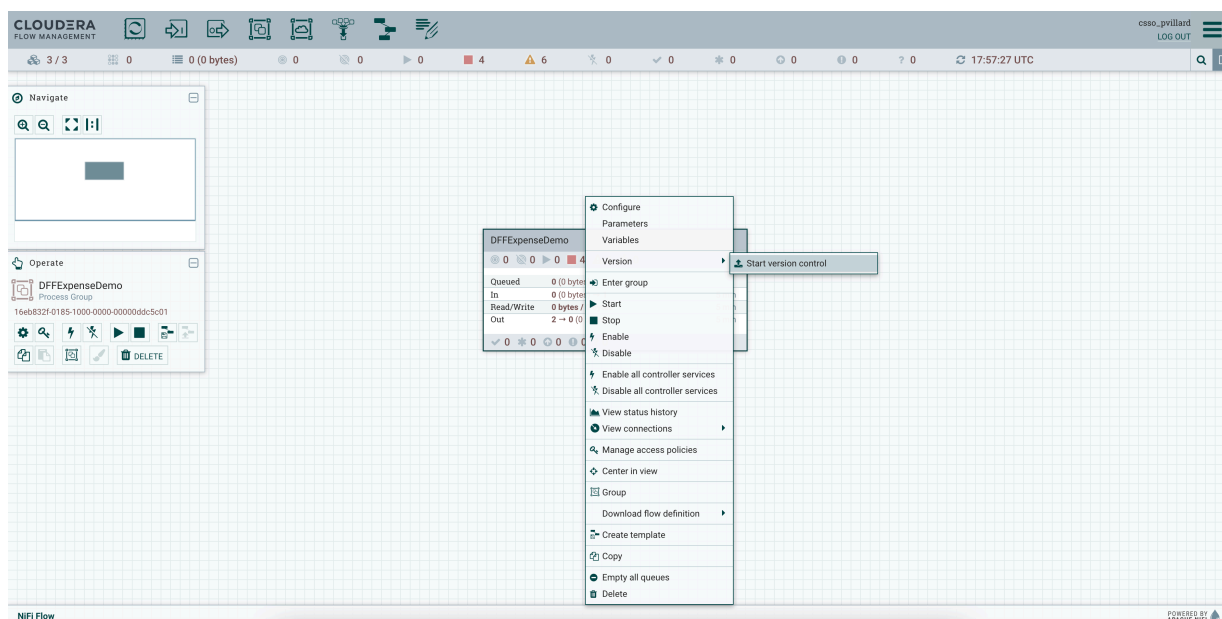 CLOUDERA
FLOW MANAGEMENT
csso_pvillard
LOG OUT
3 / 3 0 0 (0 bytes) 0 0 0 4 6 0 0 0 0 0 ? 0 17:57:27 UTC
Navigate
Operate
DFFExpenseDemo
Process Group
16eb832f-0185-1000-0000-00000ddc5c01
DELETE
DFFExpenseDemo
0 0 0 4
Queued 0 (0 bytes
In 0 (0 bytes
Read/Write 0 bytes /
Out 2 → 0 (0
0 0 0 0
Configure
Parameters
Variables
Version
Start version control
Enter group
Start
Stop
Enable
Disable
Enable all controller services
Disable all controller services
View status history
View connections
Manage access policies
Center in view
Group
Download flow definition
Create template
Copy
Empty all queues
Delete
NiFi Flow
POWERED BY
APACHE NIFI